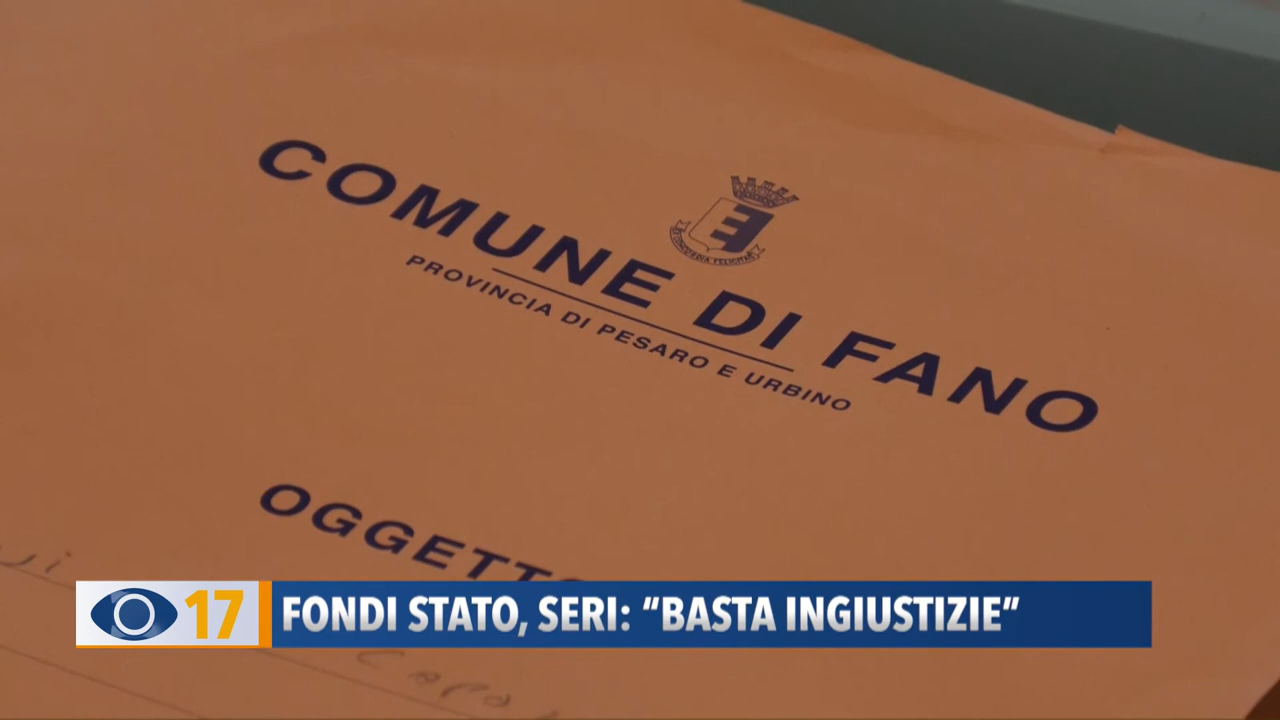 COMUNE DI FANO
PROVINCIA DI PESARO E URBINO
17
FONDI STATO, SERI: “BASTA INGIUSTIZIE”